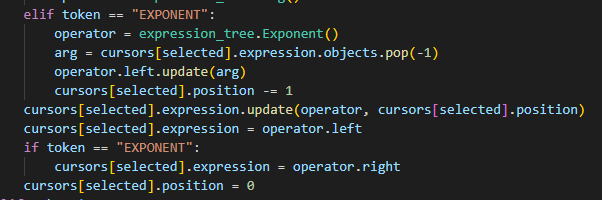 elif token == "EXPONENT":
operator = expression_tree.Exponent()
arg = cursors[selected].expression.objects.pop(-1)
operator.left.update(arg)
cursors[selected].position -= 1
cursors[selected].expression.update(operator, cursors[selected].position)
cursors[selected].expression = operator.left
if token == "EXPONENT":
cursors[selected].expression = operator.right
cursors[selected].position = 0